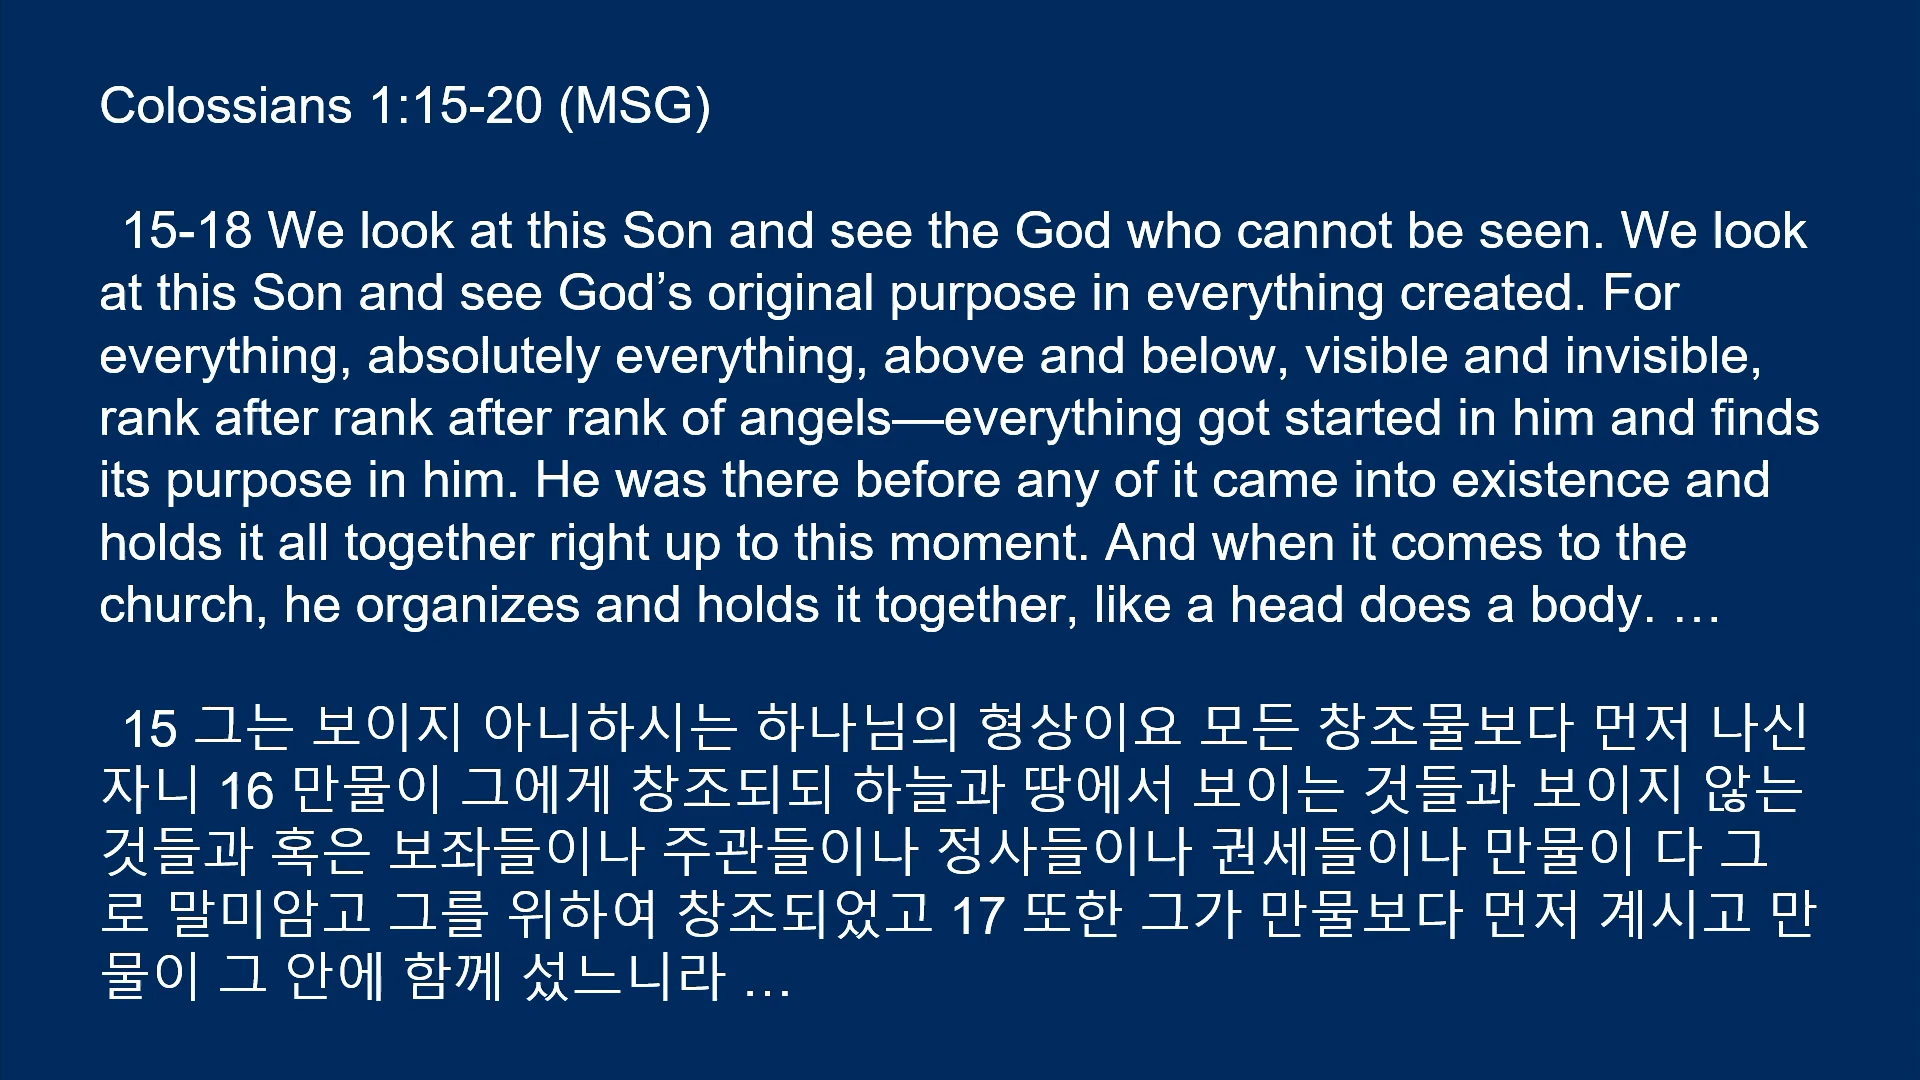 Colossians 1:15-20 (MSG)
15-18 We look at this Son and see the God who cannot be seen. We look
at this Son and see God’s original purpose in everything created. For
everything, absolutely everything, above and below, visible and invisible,
rank after rank after rank of angels—everything got started in him and finds
its purpose in him. He was there before any of it came into existence and
holds it all together right up to this moment. And when it comes to the
church, he organizes and holds it together, like a head does a body. …
15 그는 보이지 아니하시는 하나님의 형상이요 모든 창조물보다 먼저 나신
자니 16 만물이 그에게 창조되되 하늘과 땅에서 보이는 것들과 보이지 않는
것들과 혹은 보좌들이나 주관들이나 정사들이나 권세들이나 만물이 다 그
로 말미암고 그를 위하여 창조되었고 17 또한 그가 만물보다 먼저 계시고 만
물이 그 안에 함께 섰느니라 …